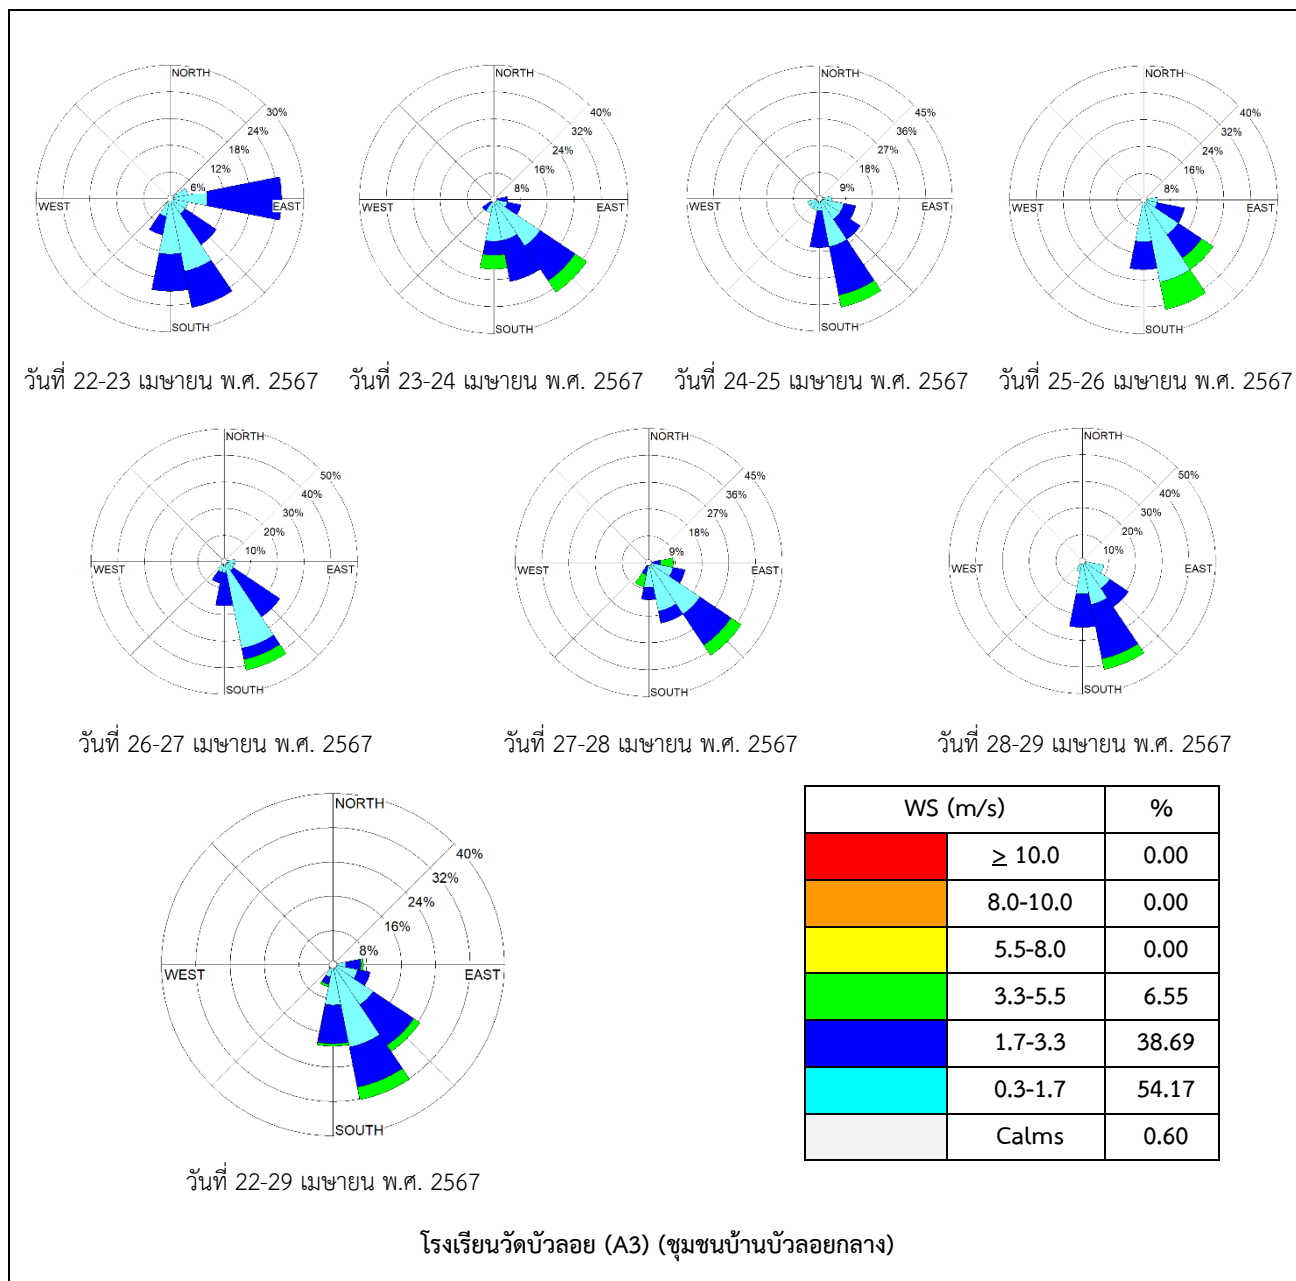 NORTH
30%
24%
18%
12%
6%
WEST
EAST
SOUTH
วันที่ 22-23 เมษายน พ.ศ. 2567
NORTH
40%
32%
24%
16%
8%
WEST
EAST
SOUTH
วันที่ 23-24 เมษายน พ.ศ. 2567
NORTH
45%
36%
27%
18%
9%
WEST
EAST
SOUTH
วันที่ 24-25 เมษายน พ.ศ. 2567
NORTH
40%
32%
24%
16%
8%
WEST
EAST
SOUTH
วันที่ 25-26 เมษายน พ.ศ. 2567
NORTH
50%
40%
30%
20%
10%
WEST
EAST
SOUTH
วันที่ 26-27 เมษายน พ.ศ. 2567
NORTH
45%
36%
27%
18%
9%
WEST
EAST
SOUTH
วันที่ 27-28 เมษายน พ.ศ. 2567
NORTH
50%
40%
30%
20%
10%
WEST
EAST
SOUTH
วันที่ 28-29 เมษายน พ.ศ. 2567
NORTH
40%
32%
24%
16%
8%
WEST
EAST
SOUTH
วันที่ 22-29 เมษายน พ.ศ. 2567
WS (m/s) %
≥ 10.0 0.00
8.0-10.0 0.00
5.5-8.0 0.00
3.3-5.5 6.55
1.7-3.3 38.69
0.3-1.7 54.17
Calms 0.60
โรงเรียนวัดบัวลอย (A3) (ชุมชนบ้านบัวลอยกลาง)